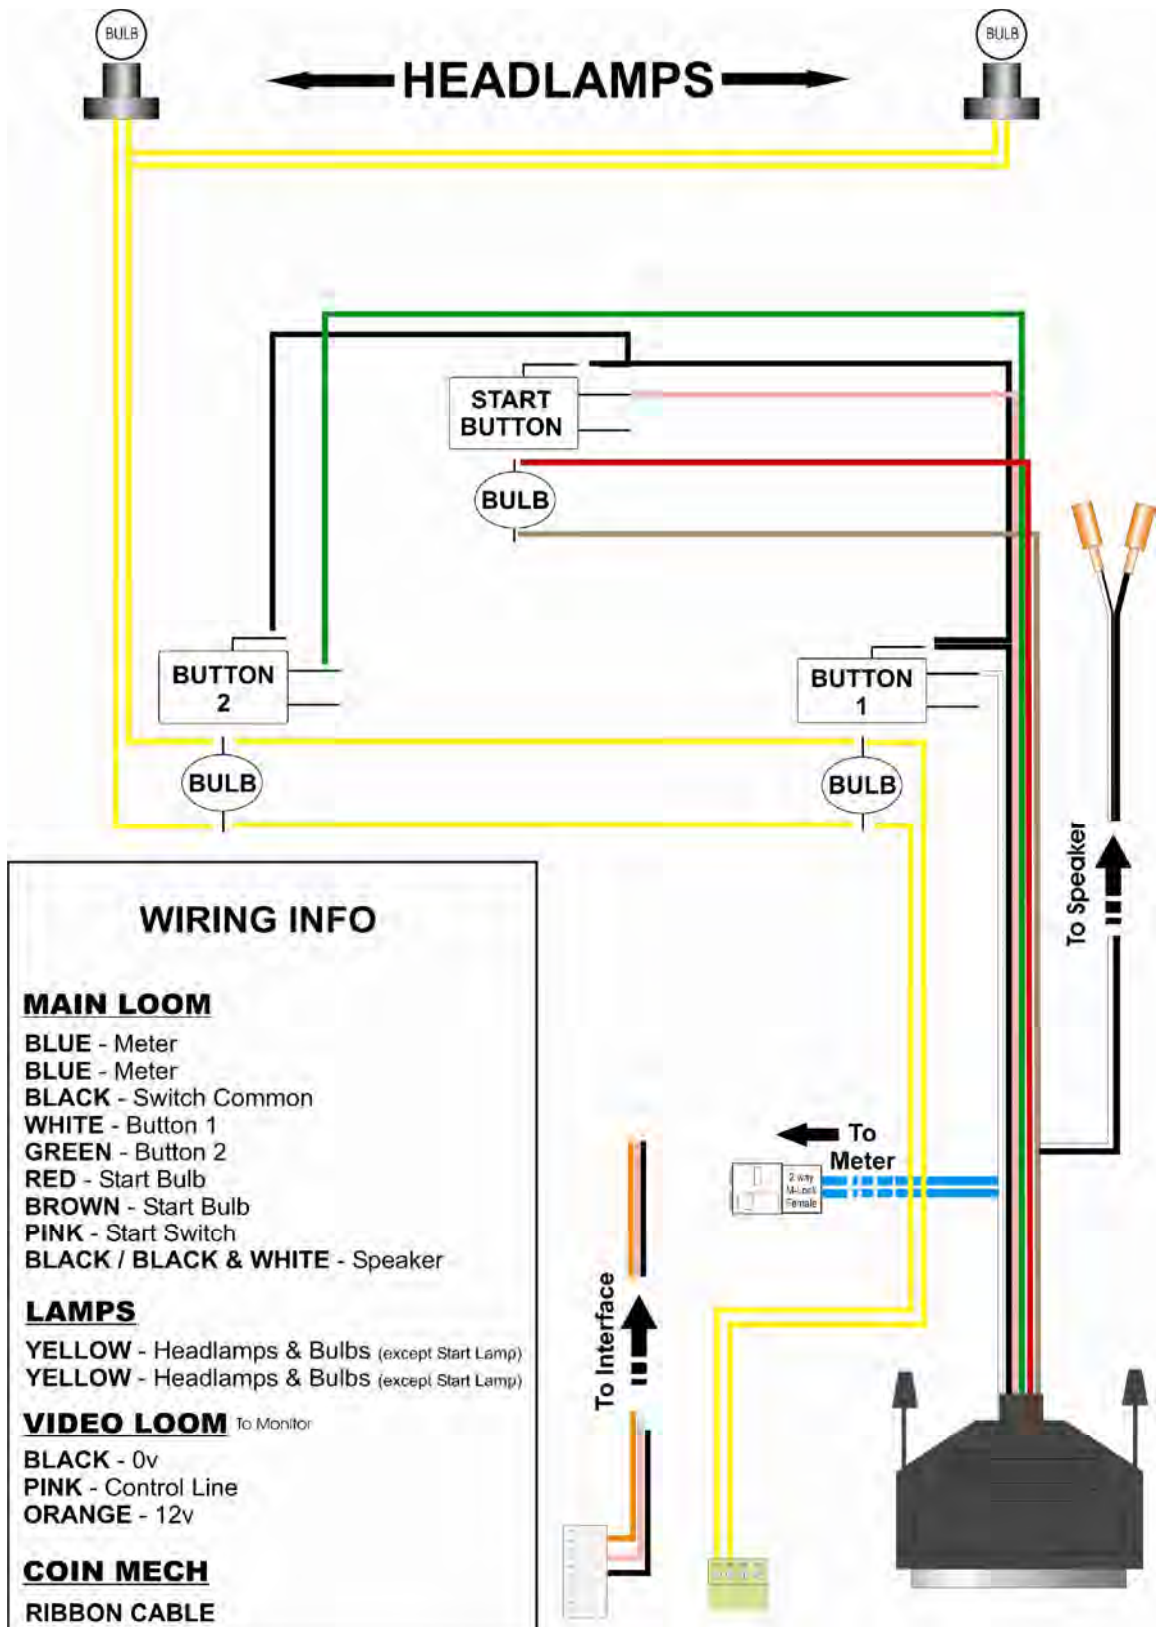 BULB
BULB
HEADLAMPS
START
BUTTON
BULB
BUTTON
2
BUTTON
1
BULB
BULB
To Speaker
WIRING INFO
MAIN LOOM
BLUE - Meter
BLUE - Meter
BLACK - Switch Common
WHITE - Button 1
GREEN - Button 2
RED - Start Bulb
BROWN - Start Bulb
PINK - Start Switch
BLACK / BLACK & WHITE - Speaker
LAMPS
YELLOW - Headlamps & Bulbs (except Start Lamp)
YELLOW - Headlamps & Bulbs (except Start Lamp)
VIDEO LOOM To Monitor
BLACK - 0v
PINK - Control Line
ORANGE - 12v
COIN MECH
RIBBON CABLE
To
Meter
2 way
M-Lock
Female
To Interface